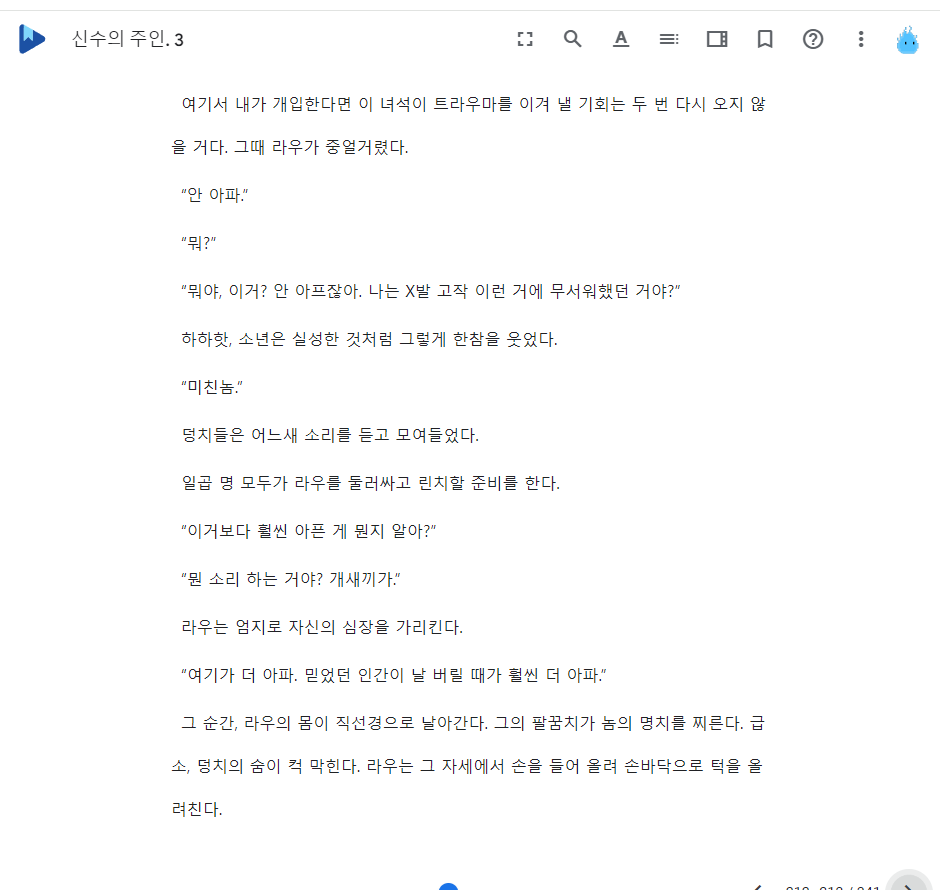 신수의 주인. 3
여기서 내가 개입한다면 이 녀석이 트라우마를 이겨 낼 기회는 두 번 다시 오지 않
을 거다. 그때 라우가 중얼거렸다.
“안 아파.”
“뭐?”
“뭐야, 이거? 안 아프잖아. 나는 X발 고작 이런 거에 무서워했던 거야?”
하하핫, 소년은 실성한 것처럼 그렇게 한참을 웃었다.
“미친놈.”
덩치들은 어느새 소리를 듣고 모여들었다.
일곱 명 모두가 라우를 둘러싸고 린치할 준비를 한다.
“이거보다 훨씬 아픈 게 뭔지 알아?”
“뭔 소리 하는 거야? 개새끼가.”
라우는 엄지로 자신의 심장을 가리킨다.
“여기가 더 아파. 믿었던 인간이 날 버릴 때가 훨씬 더 아파.”
그 순간, 라우의 몸이 직선경으로 날아간다. 그의 팔꿈치가 놈의 명치를 찌른다. 급
소, 덩치의 숨이 컥 막힌다. 라우는 그 자세에서 손을 들어 올려 손바닥으로 턱을 올
려친다.